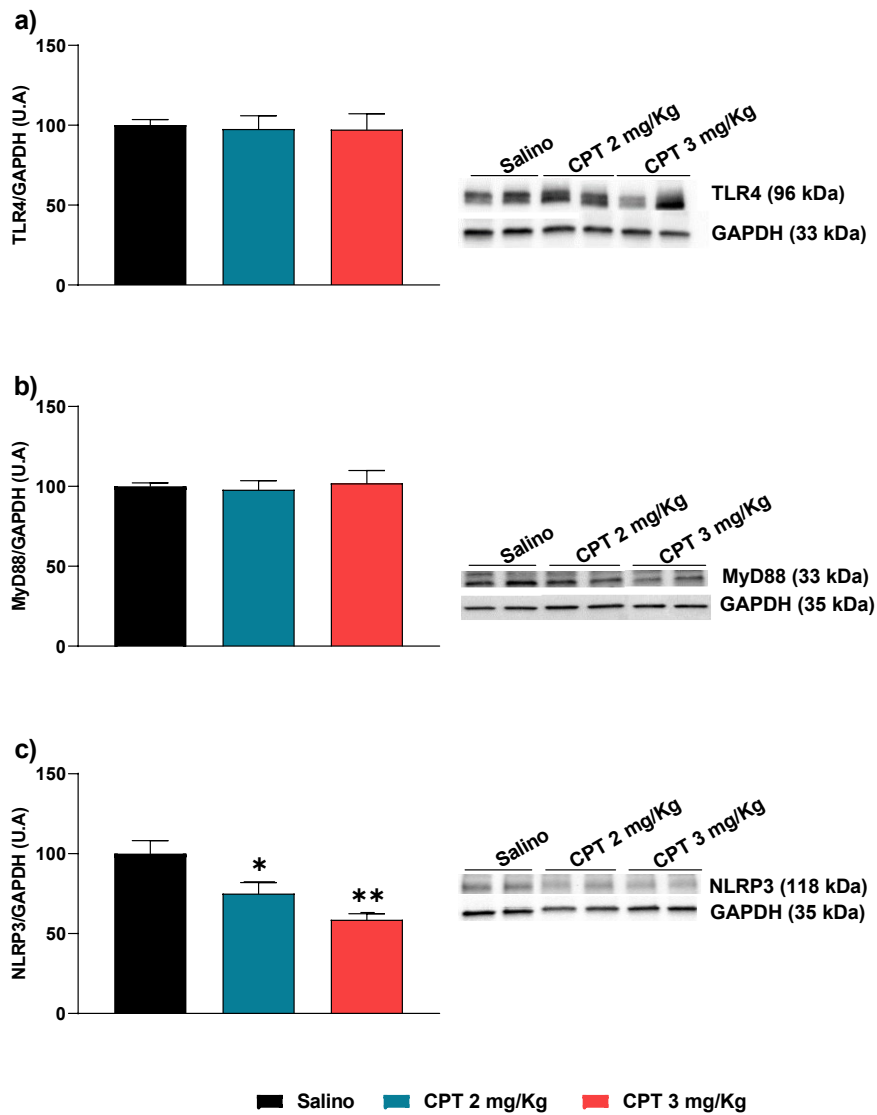 a)
150
100
50
0
TLR4/GAPDH (U.A)
Salino
CPT 2 mg/Kg
CPT 3 mg/Kg
TLR4 (96 kDa)
GAPDH (33 kDa)
b)
150
100
50
0
MyD88/GAPDH (U.A)
Salino
CPT 2 mg/Kg
CPT 3 mg/Kg
MyD88 (33 kDa)
GAPDH (35 kDa)
c)
150
100
50
0
NLRP3/GAPDH (U.A)
*
**
Salino
CPT 2 mg/Kg
CPT 3 mg/Kg
NLRP3 (118 kDa)
GAPDH (35 kDa)
Salino CPT 2 mg/Kg CPT 3 mg/Kg